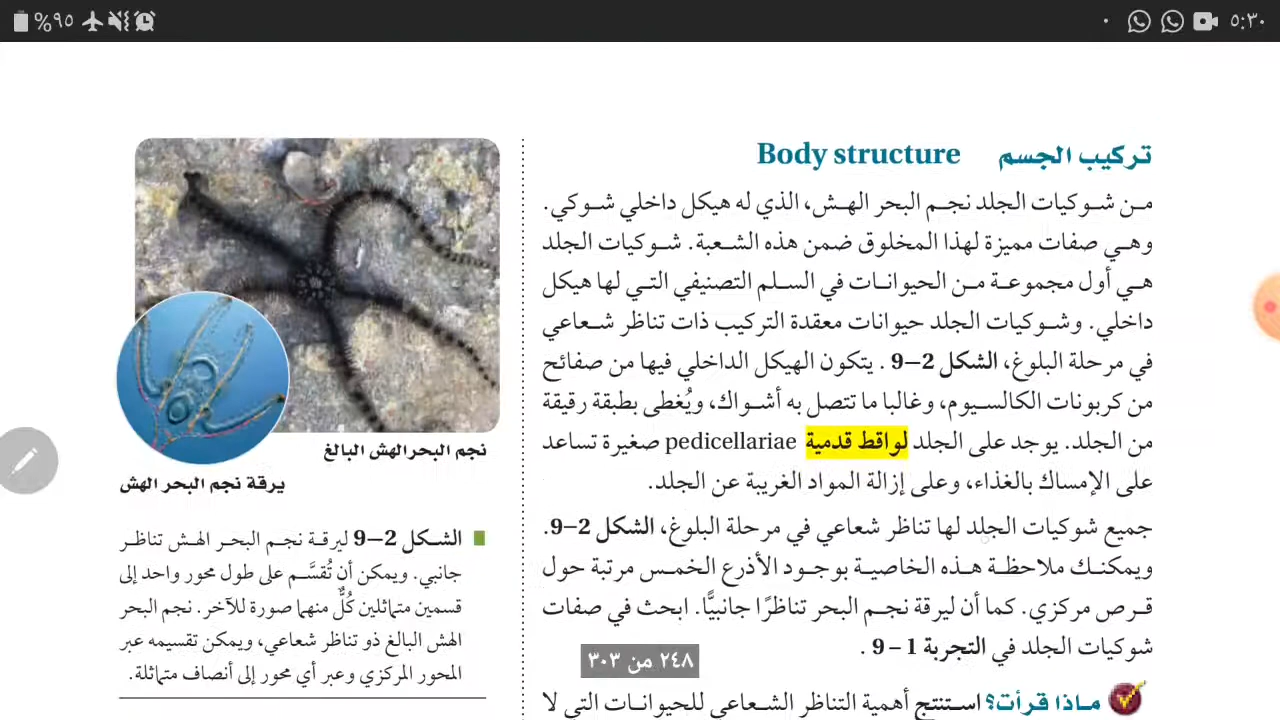 ٩٥%
٥:٣٠
تركيب الجسم Body structure
من شوكيات الجلد نجم البحر الهش، الذي له هيكل داخلي شوكي.
وهي صفات مميزة لهذا المخلوق ضمن هذه الشعبة. شوكيات الجلد
هي أول مجموعة من الحيوانات في السلم التصنيفي التي لها هيكل
داخلي. وشوكيات الجلد حيوانات معقدة التركيب ذات تناظر شعاعي
في مرحلة البلوغ، الشكل 2-9 . يتكون الهيكل الداخلي فيها من صفائح
من كربونات الكالسيوم، وغالبا ما تتصل به أشواك، ويُغطى بطبقة رقيقة
من الجلد. يوجد على الجلد لواقط قدمية pedicellariae صغيرة تساعد
على الإمساك بالغذاء، وعلى إزالة المواد الغريبة عن الجلد.
جميع شوكيات الجلد لها تناظر شعاعي في مرحلة البلوغ، الشكل 2-9.
ويمكنك ملاحظة هذه الخاصية بوجود الأذرع الخمس مرتبة حول
قرص مركزي. كما أن ليرقة نجم البحر تناظرًا جانبيًّا. ابحث في صفات
شوكيات الجلد في التجربة 1 - 9 .
٢٤٨ من ٣٠٣
ماذا قرأت؟ استنتج أهمية التناظر الشعاعي للحيوانات التي لا
نجم البحر الهش البالغ
يرقة نجم البحر الهش
الشكل 2-9 ليرقة نجم البحر الهش تناظر
جانبي. ويمكن أن تُقسَّم على طول محور واحد إلى
قسمين متماثلين كُلٌّ منهما صورة للآخر. نجم البحر
الهش البالغ ذو تناظر شعاعي، ويمكن تقسيمه عبر
المحور المركزي وعبر أي محور إلى أنصاف متماثلة.